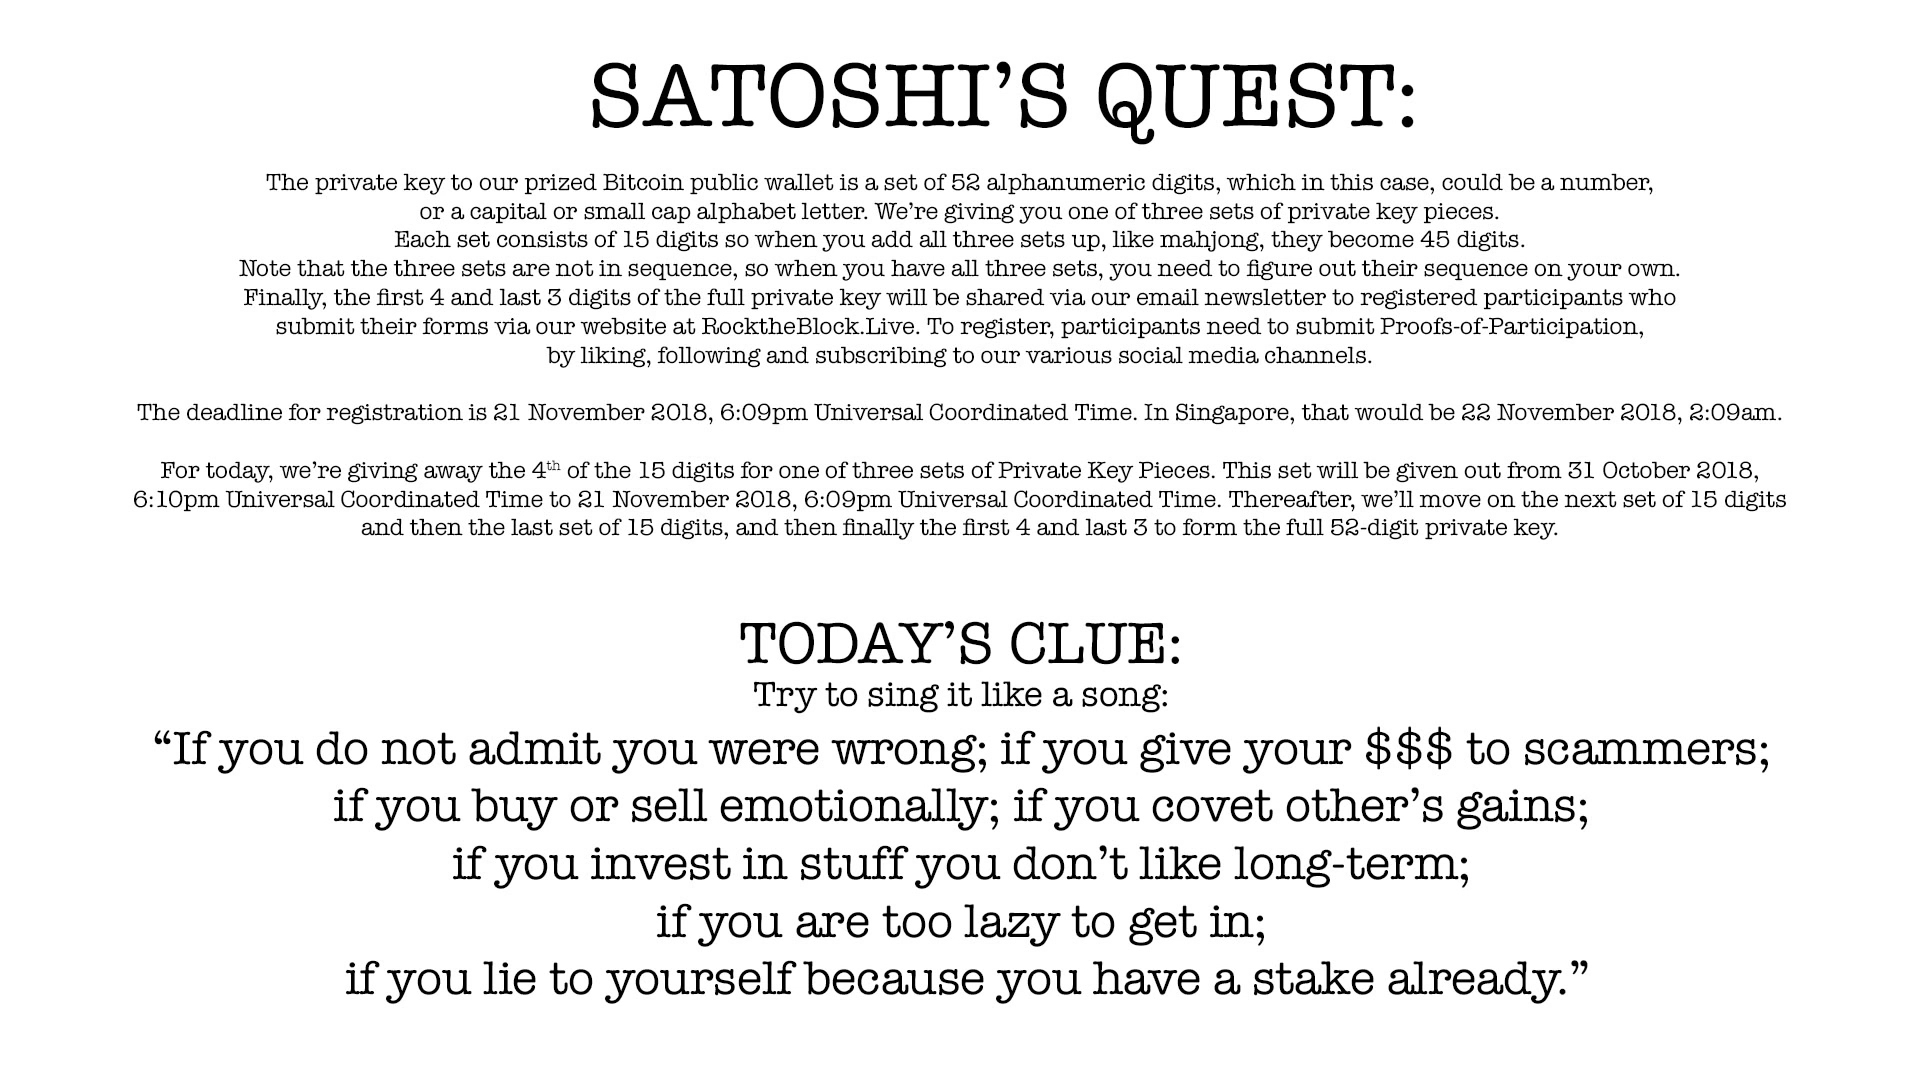 SATOSHI’S QUEST:
The private key to our prized Bitcoin public wallet is a set of 52 alphanumeric digits, which in this case, could be a number,
or a capital or small cap alphabet letter. We’re giving you one of three sets of private key pieces.
Each set consists of 15 digits so when you add all three sets up, like mahjong, they become 45 digits.
Note that the three sets are not in sequence, so when you have all three sets, you need to figure out their sequence on your own.
Finally, the first 4 and last 3 digits of the full private key will be shared via our email newsletter to registered participants who
submit their forms via our website at RocktheBlock.Live. To register, participants need to submit Proofs-of-Participation,
by liking, following and subscribing to our various social media channels.
The deadline for registration is 21 November 2018, 6:09pm Universal Coordinated Time. In Singapore, that would be 22 November 2018, 2:09am.
For today, we’re giving away the 4th of the 15 digits for one of three sets of Private Key Pieces. This set will be given out from 31 October 2018,
6:10pm Universal Coordinated Time to 21 November 2018, 6:09pm Universal Coordinated Time. Thereafter, we’ll move on the next set of 15 digits
and then the last set of 15 digits, and then finally the first 4 and last 3 to form the full 52-digit private key.
TODAY’S CLUE:
Try to sing it like a song:
“If you do not admit you were wrong; if you give your $$$ to scammers;
if you buy or sell emotionally; if you covet other’s gains;
if you invest in stuff you don’t like long-term;
if you are too lazy to get in;
if you lie to yourself because you have a stake already.”